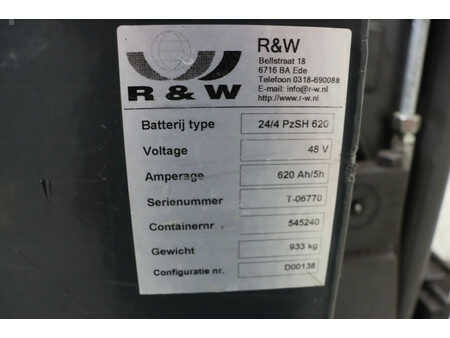 R & W
R&W
Bellstraat 18
6716 BA Ede
Telefoon 0318-690088
E-mail: info@r-w.nl
http://www.r-w.nl
Batterij type 24/4 PzSH 620
Voltage 48 V
Amperage 620 Ah/5h
Serienummer T-06770
Containernr 545240
Gewicht 933 kg
Configuratie nr. D00138